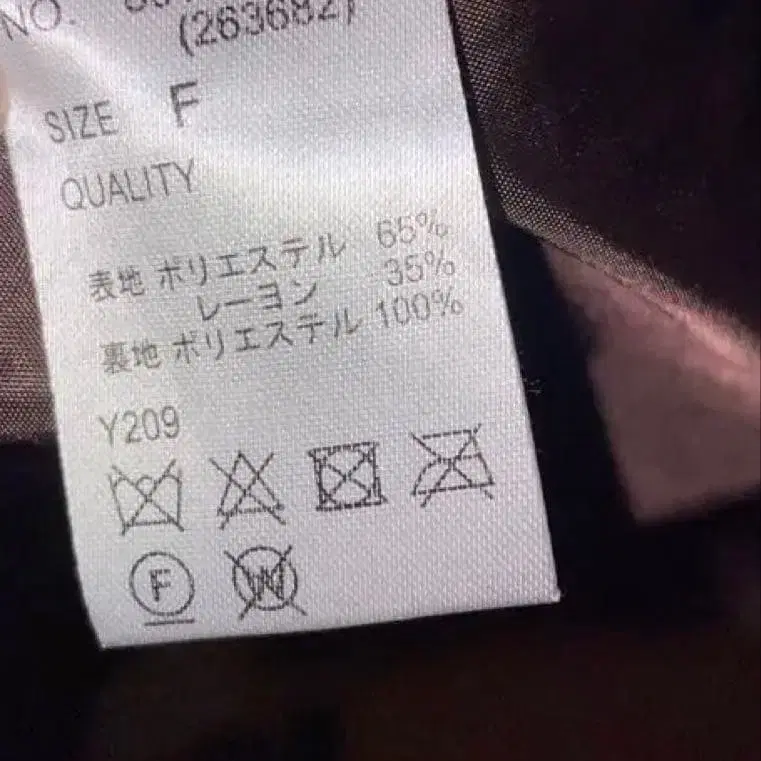 NO.
(263682)
SIZE F
QUALITY
表地 ポリエステル 65%
レーヨン 35%
裏地 ポリエステル 100%
Y209
F W